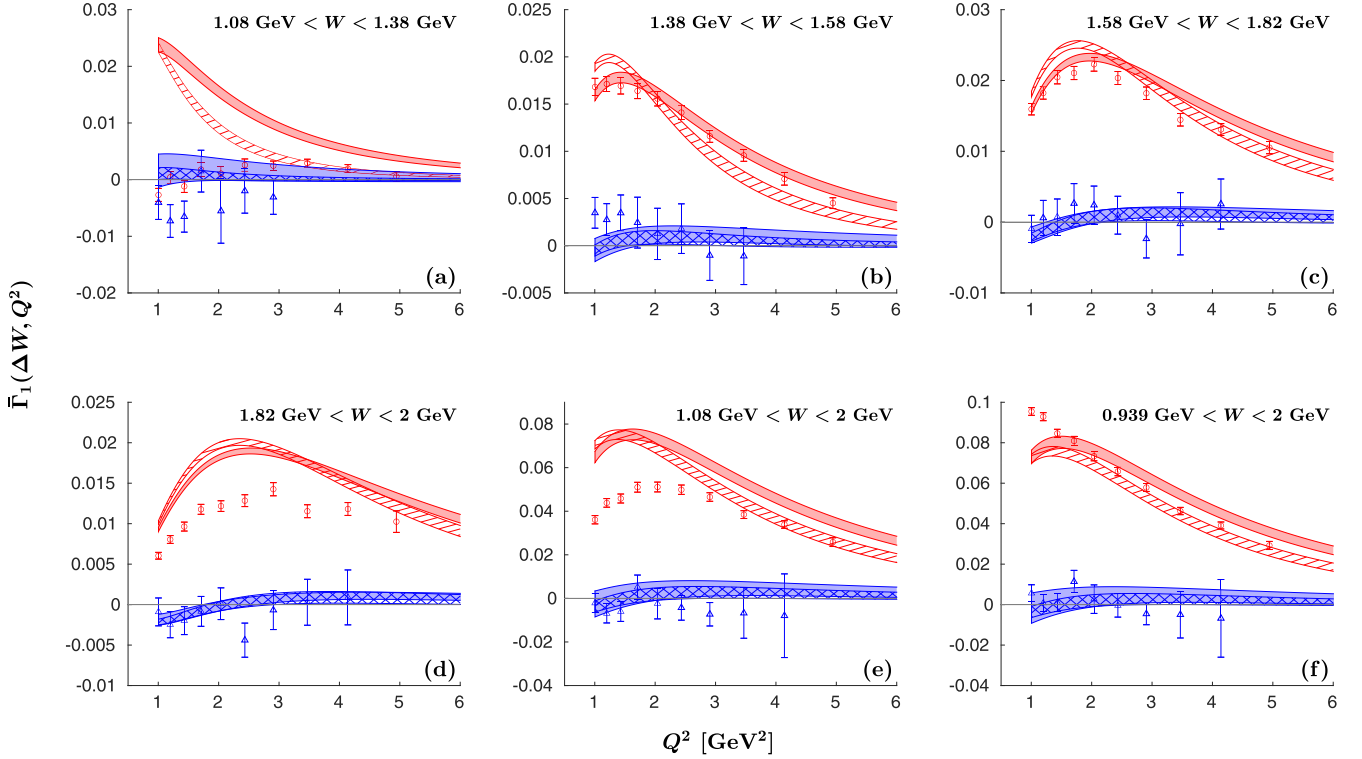 1.08 GeV < W < 1.38 GeV
0.03
0.02
0.01
0
-0.01
-0.02
1 2 3 4 5 6
(a)
1.38 GeV < W < 1.58 GeV
0.025
0.02
0.015
0.01
0.005
0
-0.005
1 2 3 4 5 6
(b)
1.58 GeV < W < 1.82 GeV
0.03
0.02
0.01
0
-0.01
1 2 3 4 5 6
(c)
Γ̄₁(ΔW, Q²)
1.82 GeV < W < 2 GeV
0.025
0.02
0.015
0.01
0.005
0
-0.005
-0.01
1 2 3 4 5 6
(d)
1.08 GeV < W < 2 GeV
0.08
0.06
0.04
0.02
0
-0.02
-0.04
1 2 3 4 5 6
(e)
0.939 GeV < W < 2 GeV
0.1
0.08
0.06
0.04
0.02
0
-0.02
-0.04
1 2 3 4 5 6
(f)
Q² [GeV²]